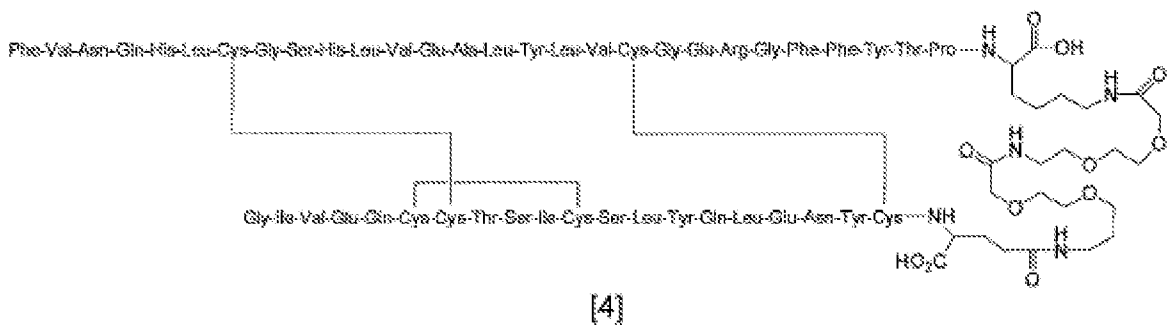 Phe-Val-Asn-Gln-His-Leu-Cys-Gly-Ser-His-Leu-Val-Glu-Ala-Leu-Tyr-Leu-Val-Cys-Gly-Glu-Arg-Gly-Phe-Phe-Tyr-Thr-Pro
H
N
O
OH
H
N
O
O
H
N
O
O
O
O
Gly-Ile-Val-Glu-Gln-Cys-Cys-Thr-Ser-Ile-Cys-Ser-Leu-Tyr-Gln-Leu-Glu-Asn-Tyr-Cys
NH
HO₂C
O
N
H
[4]